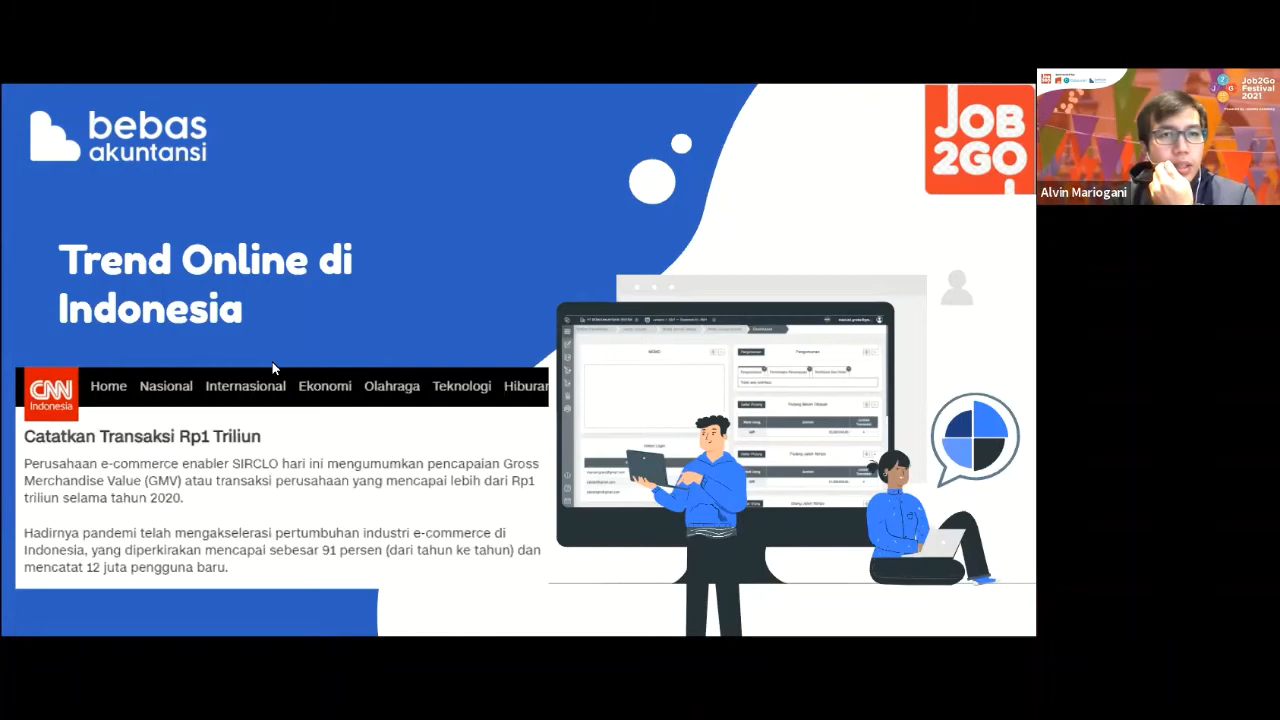 bebas
akuntansi
JOB
2GO
Trend Online di
Indonesia
CNN
Indonesia
Home Nasional Internasional Ekonomi Olahraga Teknologi Hiburan
Catatkan Transaksi Rp1 Triliun
Perusahaan e-commerce enabler SIRCLO hari ini mengumumkan pencapaian Gross
Merchandise Value (GMV) atau transaksi perusahaan yang mencapai lebih dari Rp1
triliun selama tahun 2020.
Hadirnya pandemi telah mengakselerasi pertumbuhan industri e-commerce di
Indonesia, yang diperkirakan mencapai sebesar 91 persen (dari tahun ke tahun) dan
mencatat 12 juta pengguna baru.
Job2Go
Festival
2021
Alvin Mariogani